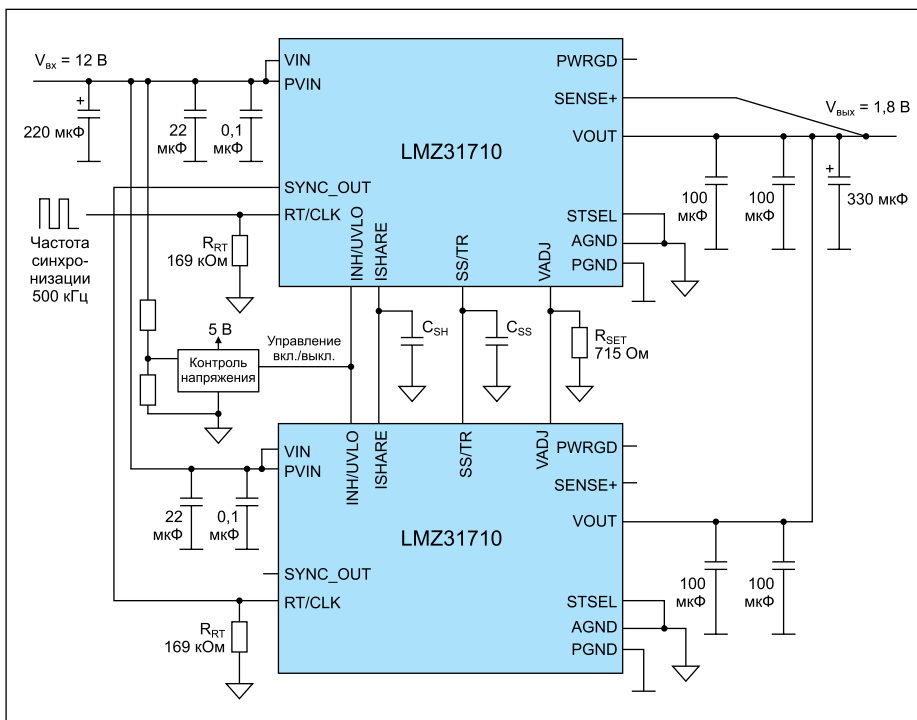 Vвх = 12 В
220 мкФ
22
мкФ
0,1
мкФ
VIN
PVIN
SYNC_OUT
RT/CLK
LMZ31710
INH/UVLO
ISHARE
SS/TR
VADJ
PWRGD
SENSE+
VOUT
STSEL
AGND
PGND
Vвых = 1,8 В
100
мкФ
100
мкФ
330 мкФ
Частота
синхро-
низации
500 кГц
RRT
169 кОм
5 В
Контроль
напряжения
Управление
вкл./выкл.
CSH
CSS
RSET
715 Ом
VIN
PVIN
SYNC_OUT
RT/CLK
LMZ31710
INH/UVLO
ISHARE
SS/TR
VADJ
PWRGD
SENSE+
VOUT
STSEL
AGND
PGND
22
мкФ
0,1
мкФ
RRT
169 кОм
100
мкФ
100
мкФ